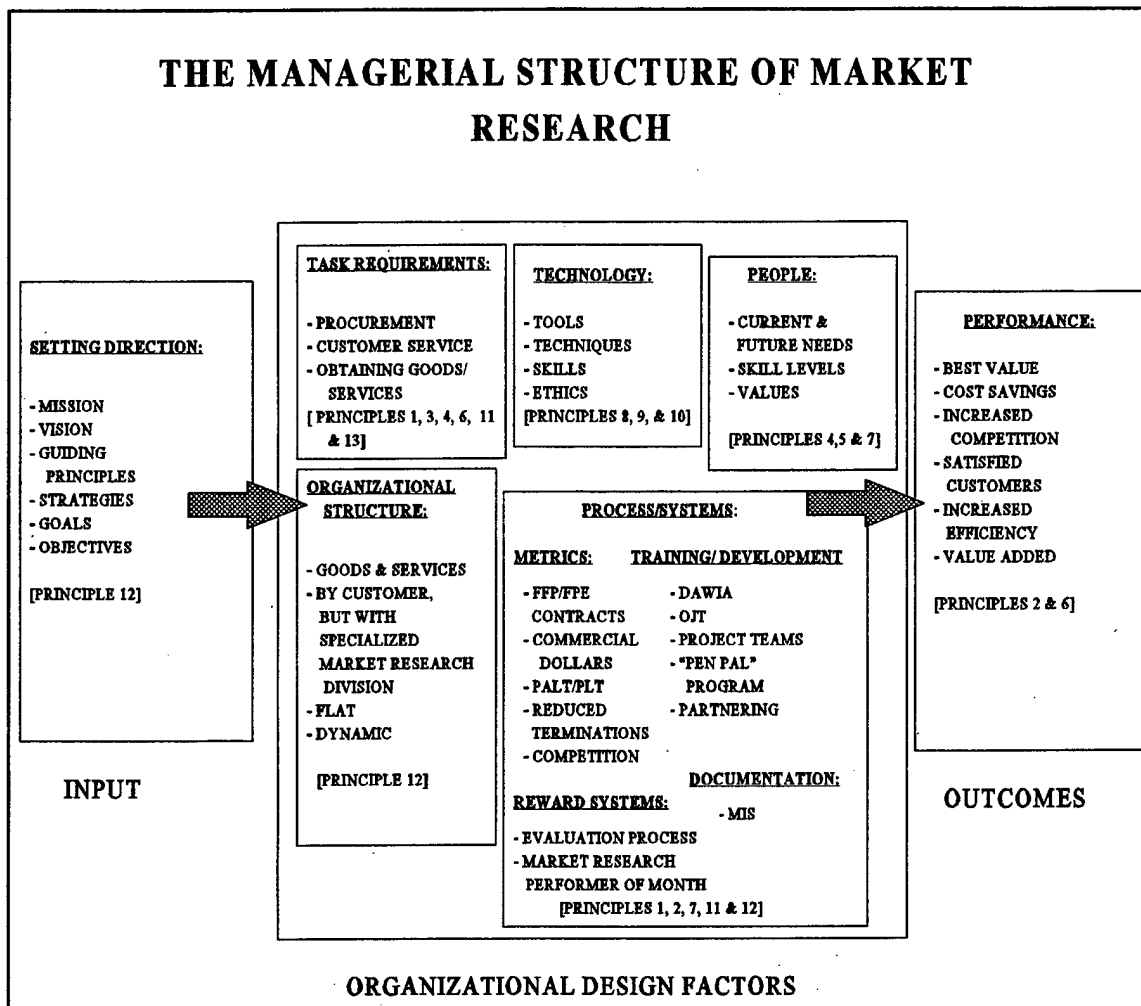 THE MANAGERIAL STRUCTURE OF MARKET
RESEARCH
SETTING DIRECTION:
- MISSION
- VISION
- GUIDING
PRINCIPLES
- STRATEGIES
- GOALS
- OBJECTIVES
[PRINCIPLE 12]
INPUT
TASK REQUIREMENTS:
- PROCUREMENT
- CUSTOMER SERVICE
- OBTAINING GOODS/
SERVICES
[ PRINCIPLES 1, 3, 4, 6, 11
& 13]
TECHNOLOGY:
- TOOLS
- TECHNIQUES
- SKILLS
- ETHICS
[PRINCIPLES 8, 9, & 10]
PEOPLE:
- CURRENT &
FUTURE NEEDS
- SKILL LEVELS
- VALUES
[PRINCIPLES 4,5 & 7]
ORGANIZATIONAL
STRUCTURE:
- GOODS & SERVICES
- BY CUSTOMER,
BUT WITH
SPECIALIZED
MARKET RESEARCH
DIVISION
- FLAT
- DYNAMIC
[PRINCIPLE 12]
PROCESS/SYSTEMS:
METRICS:
- FFP/FPE
CONTRACTS
- COMMERCIAL
DOLLARS
- PALT/PLT
- REDUCED
TERMINATIONS
- COMPETITION
TRAINING/ DEVELOPMENT
- DAWIA
- OJT
- PROJECT TEAMS
- "PEN PAL"
PROGRAM
- PARTNERING
DOCUMENTATION:
- MIS
REWARD SYSTEMS:
- EVALUATION PROCESS
- MARKET RESEARCH
PERFORMER OF MONTH
[PRINCIPLES 1, 2, 7, 11 & 12]
PERFORMANCE:
- BEST VALUE
- COST SAVINGS
- INCREASED
COMPETITION
- SATISFIED
CUSTOMERS
- INCREASED
EFFICIENCY
- VALUE ADDED
[PRINCIPLES 2 & 6]
OUTCOMES
ORGANIZATIONAL DESIGN FACTORS